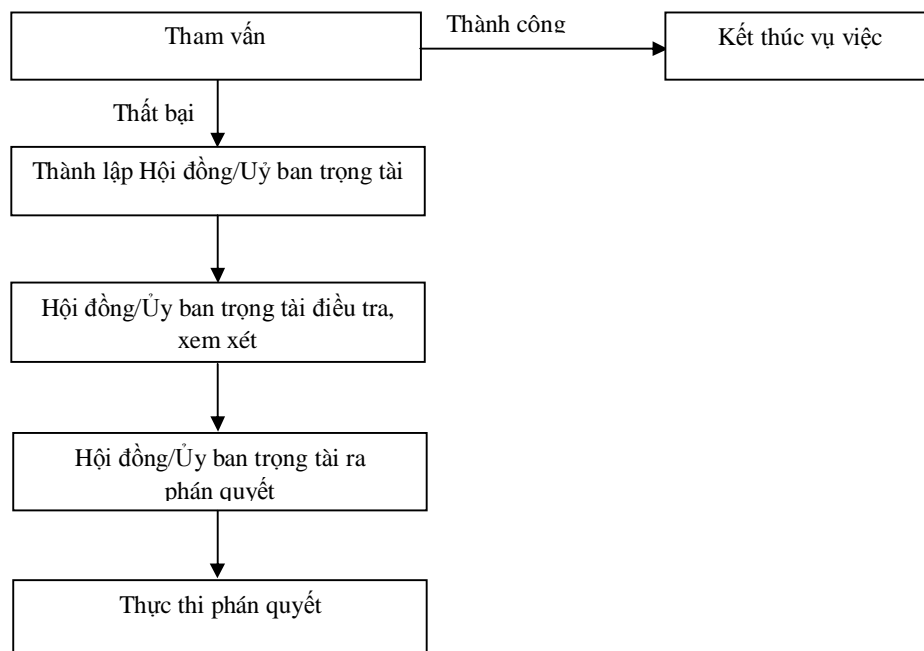 Tham vấn
Thành công
Kết thúc vụ việc
Thất bại
Thành lập Hội đồng/Uỷ ban trọng tài
Hội đồng/Ủy ban trọng tài điều tra,
xem xét
Hội đồng/Ủy ban trọng tài ra
phán quyết
Thực thi phán quyết